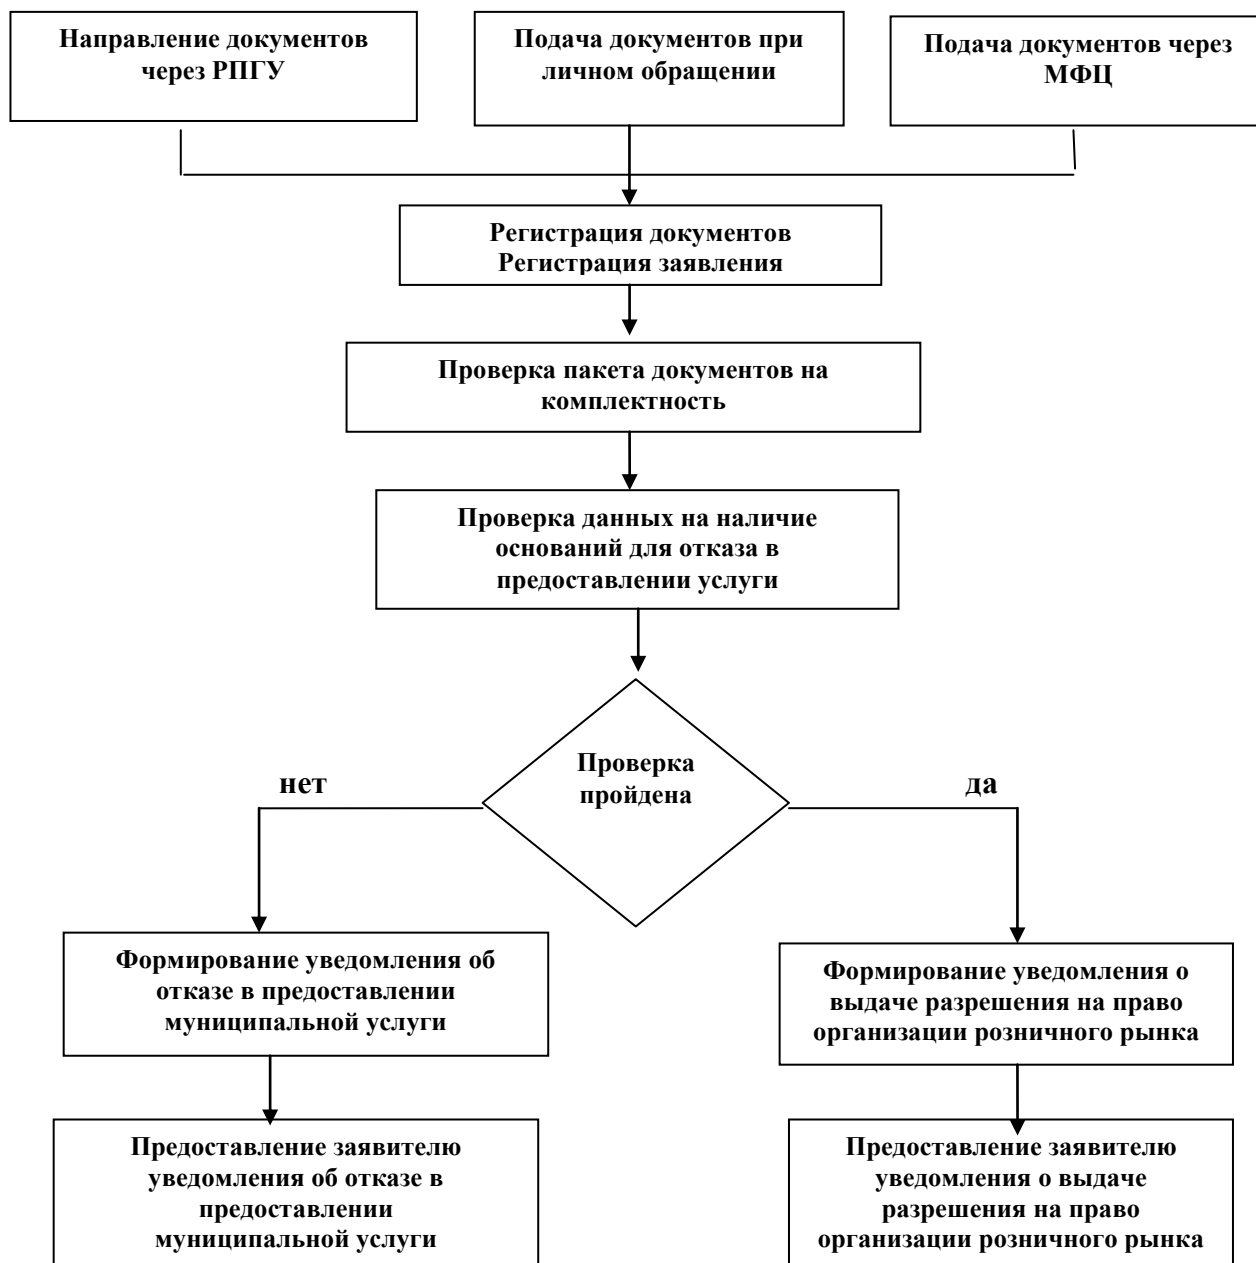 Направление документов
через РПГУ
Подача документов при
личном обращении
Подача документов через
МФЦ
Регистрация документов
Регистрация заявления
Проверка пакета документов на
комплектность
Проверка данных на наличие
оснований для отказа в
предоставлении услуги
Проверка
пройдена
нет
да
Формирование уведомления об
отказе в предоставлении
муниципальной услуги
Формирование уведомления о
выдаче разрешения на право
организации розничного рынка
Предоставление заявителю
уведомления об отказе в
предоставлении
муниципальной услуги
Предоставление заявителю
уведомления о выдаче
разрешения на право
организации розничного рынка